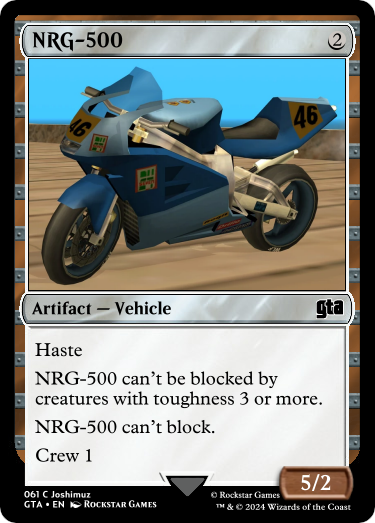 NRG-500 2
46 46
Artifact — Vehicle gta
Haste
NRG-500 can't be blocked by
creatures with toughness 3 or more.
NRG-500 can't block.
Crew 1
5/2
061 C Joshimuz © Rockstar Games
GTA • EN Rockstar Games ™ & © 2024 Wizards of the Coast